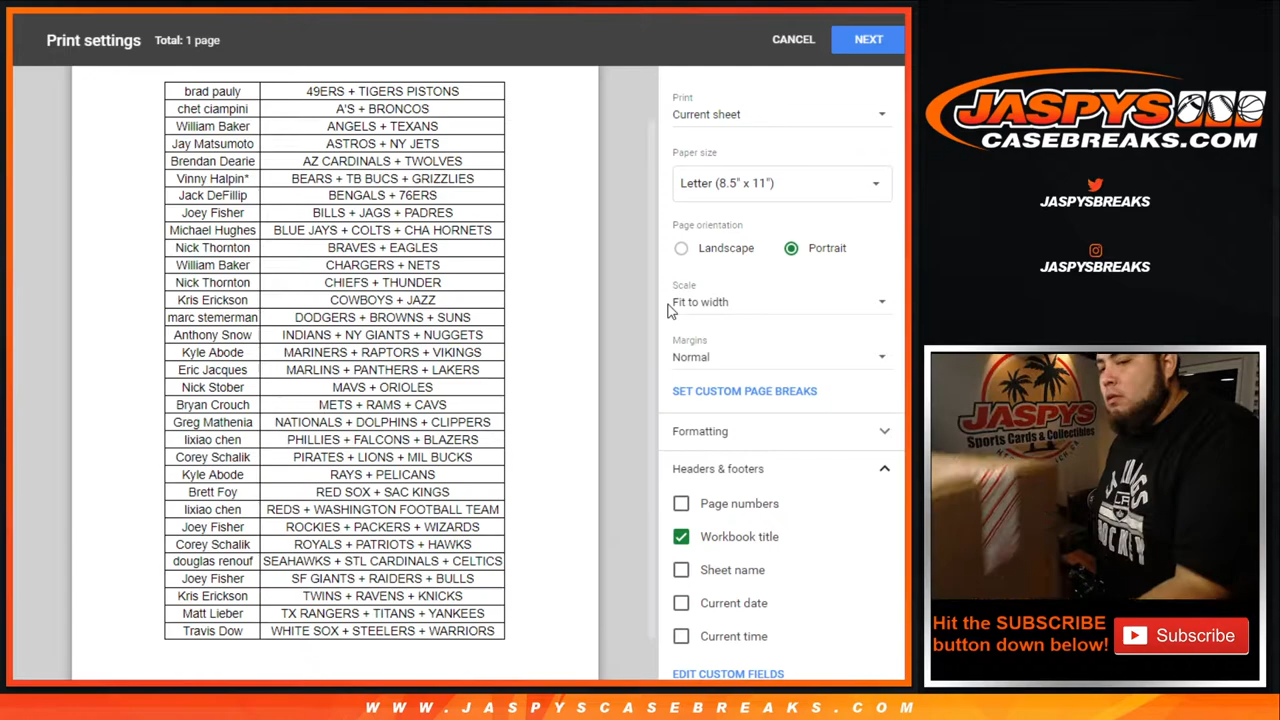 Print settings Total: 1 page CANCEL NEXT
brad pauly 49ERS + TIGERS PISTONS
chet ciampini A'S + BRONCOS
William Baker ANGELS + TEXANS
Jay Matsumoto ASTROS + NY JETS
Brendan Dearie AZ CARDINALS + TWOLVES
Vinny Halpin* BEARS + TB BUCS + GRIZZLIES
Jack DeFillip BENGALS + 76ERS
Joey Fisher BILLS + JAGS + PADRES
Michael Hughes BLUE JAYS + COLTS + CHA HORNETS
Nick Thornton BRAVES + EAGLES
William Baker CHARGERS + NETS
Nick Thornton CHIEFS + THUNDER
Kris Erickson COWBOYS + JAZZ
marc stemerman DODGERS + BROWNS + SUNS
Anthony Snow INDIANS + NY GIANTS + NUGGETS
Kyle Abode MARINERS + RAPTORS + VIKINGS
Eric Jacques MARLINS + PANTHERS + LAKERS
Nick Stober MAVS + ORIOLES
Bryan Crouch METS + RAMS + CAVS
Greg Mathenia NATIONALS + DOLPHINS + CLIPPERS
lixiao chen PHILLIES + FALCONS + BLAZERS
Corey Schalik PIRATES + LIONS + MIL BUCKS
Kyle Abode RAYS + PELICANS
Brett Foy RED SOX + SAC KINGS
lixiao chen REDS + WASHINGTON FOOTBALL TEAM
Joey Fisher ROCKIES + PACKERS + WIZARDS
Corey Schalik ROYALS + PATRIOTS + HAWKS
douglas renouf SEAHAWKS + STL CARDINALS + CELTICS
Joey Fisher SF GIANTS + RAIDERS + BULLS
Kris Erickson TWINS + RAVENS + KNICKS
Matt Lieber TX RANGERS + TITANS + YANKEES
Travis Dow WHITE SOX + STEELERS + WARRIORS
Print
Current sheet
Paper size
Letter (8.5" x 11")
Page orientation
Landscape Portrait
Scale
Fit to width
Margins
Normal
SET CUSTOM PAGE BREAKS
Formatting
Headers & footers
Page numbers
Workbook title
Sheet name
Current date
Current time
EDIT CUSTOM FIELDS
JASPYS
CASEBREAKS.COM
JASPYSBREAKS
JASPYSBREAKS
JASPYS
Sports Cards & Collectibles
LA KINGS
HOCKEY
Hit the SUBSCRIBE
button down below!
Subscribe
WWW.JASPYSCASEBREAKS.COM